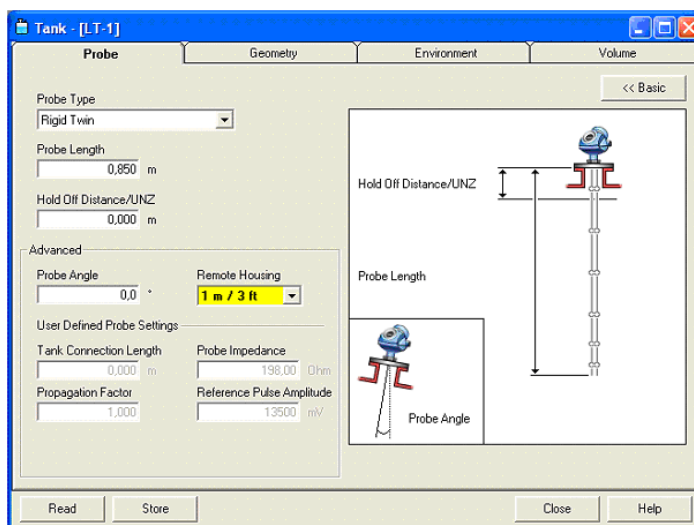 Tank - [LT-1]
Probe
Geometry
Environment
Volume
<< Basic
Probe Type
Rigid Twin
Probe Length
0,850 m
Hold Off Distance/UNZ
0,000 m
Advanced
Probe Angle
0,0 °
Remote Housing
1 m / 3 ft
User Defined Probe Settings
Tank Connection Length
0,000 m
Probe Impedance
198,00 Ohm
Propagation Factor
1,000
Reference Pulse Amplitude
13500 mV
Hold Off Distance/UNZ
Probe Length
Probe Angle
Read
Store
Close
Help